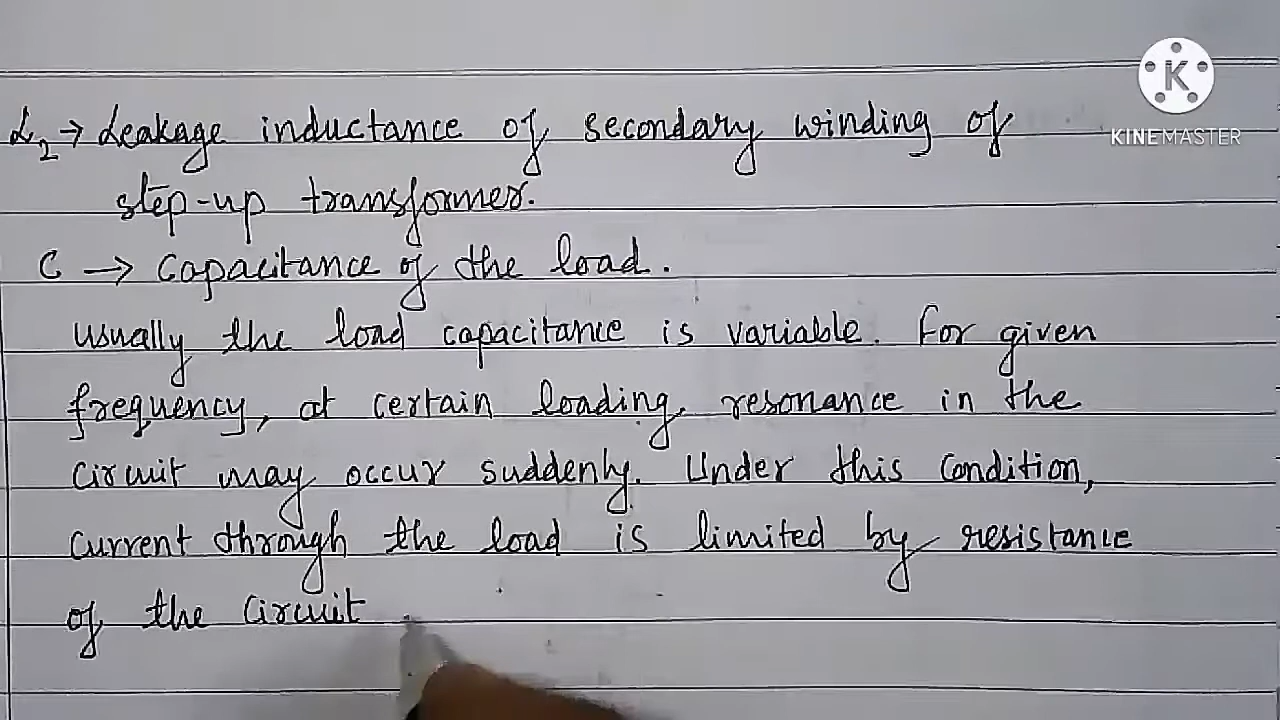 L2 → Leakage inductance of secondary winding of
step-up transformer.
C → Capacitance of the load.
Usually the load capacitance is variable. For given
frequency, at certain loading, resonance in the
circuit may occur suddenly. Under this condition,
current through the load is limited by resistance
of the circuit.
K
KINEMASTER